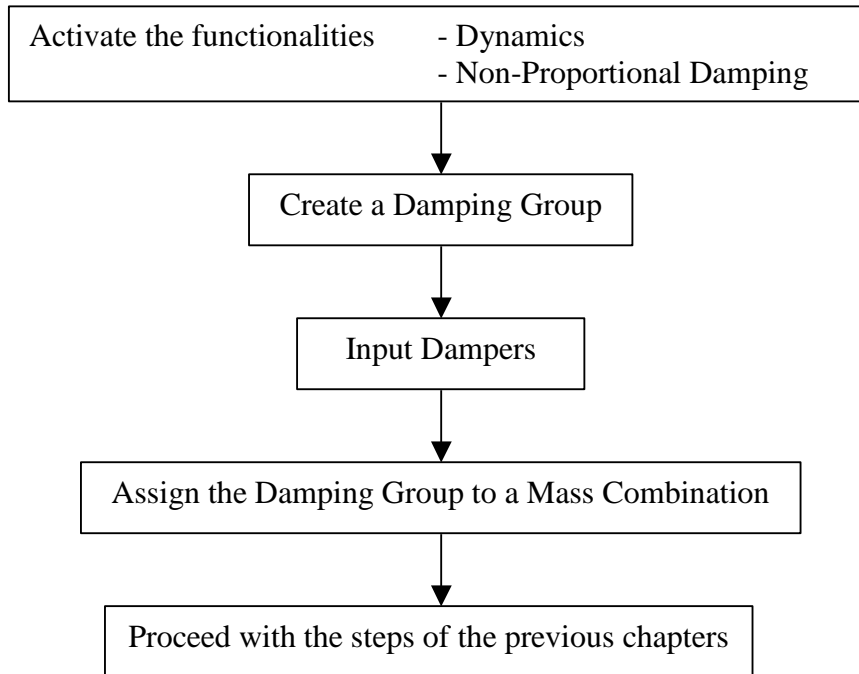 Activate the functionalities - Dynamics
- Non-Proportional Damping
Create a Damping Group
Input Dampers
Assign the Damping Group to a Mass Combination
Proceed with the steps of the previous chapters